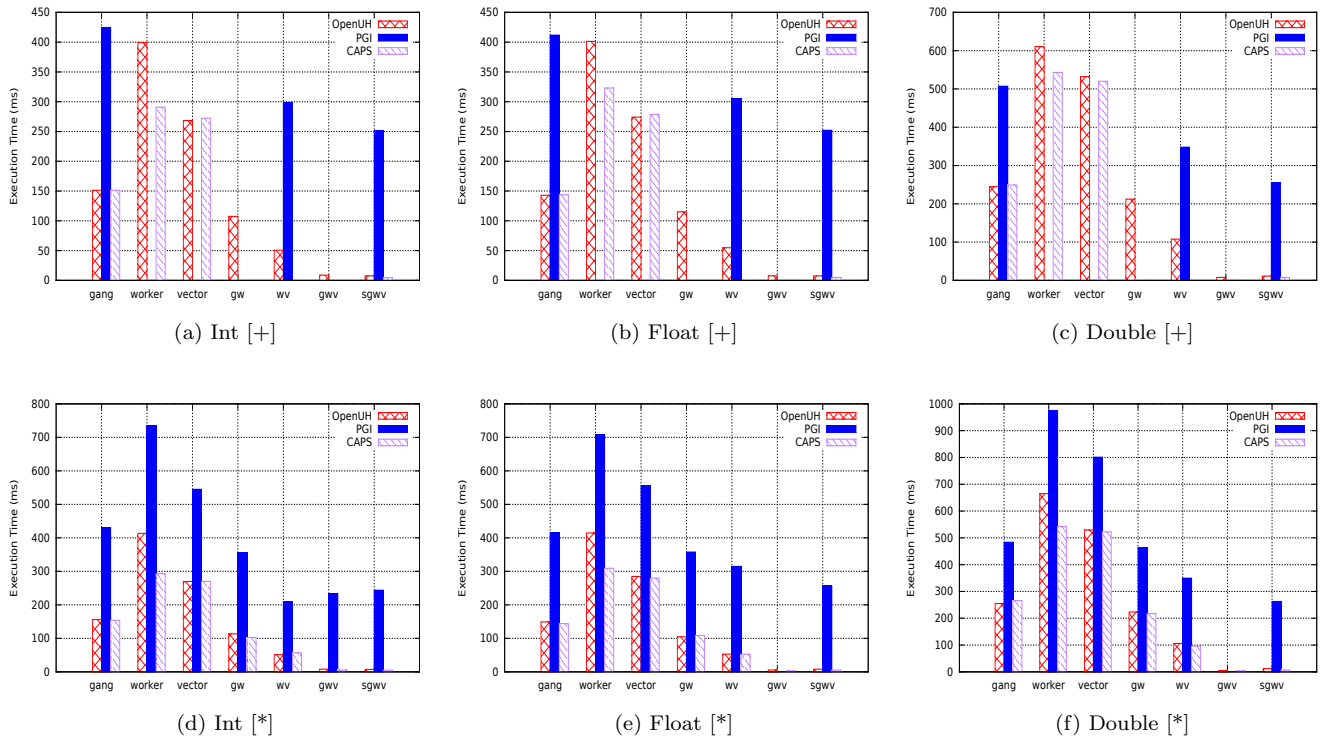 450
400
350
300
250
200
150
100
50
0
Execution Time (ms)
OpenUH
PGI
CAPS
gang worker vector gw wv gwv sgwv
(a) Int [+]
450
400
350
300
250
200
150
100
50
0
Execution Time (ms)
OpenUH
PGI
CAPS
gang worker vector gw wv gwv sgwv
(b) Float [+]
700
600
500
400
300
200
100
0
Execution Time (ms)
OpenUH
PGI
CAPS
gang worker vector gw wv gwv sgwv
(c) Double [+]
800
700
600
500
400
300
200
100
0
Execution Time (ms)
OpenUH
PGI
CAPS
gang worker vector gw wv gwv sgwv
(d) Int [*]
800
700
600
500
400
300
200
100
0
Execution Time (ms)
OpenUH
PGI
CAPS
gang worker vector gw wv gwv sgwv
(e) Float [*]
1000
900
800
700
600
500
400
300
200
100
0
Execution Time (ms)
OpenUH
PGI
CAPS
gang worker vector gw wv gwv sgwv
(f) Double [*]